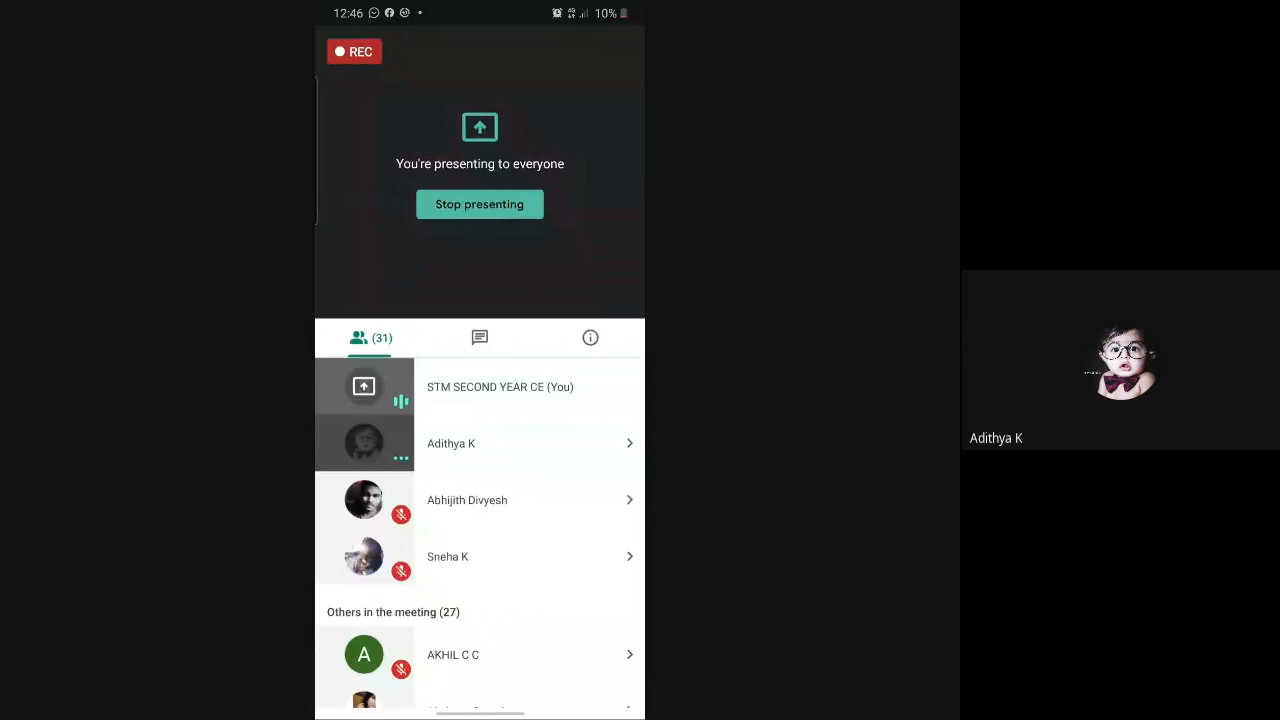 12:46
10%
REC
You're presenting to everyone
Stop presenting
(31)
STM SECOND YEAR CE (You)
Adithya K
Abhijith Divyesh
Sneha K
Others in the meeting (27)
A
AKHIL C C
Adithya K